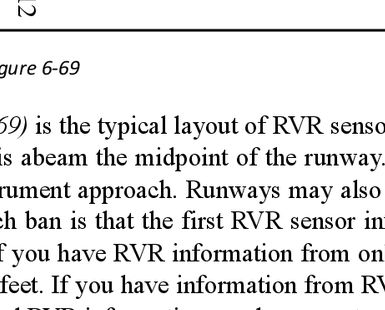 12
gure 6-69
69) is the typical layout of RVR senso
is abeam the midpoint of the runway.
rument approach. Runways may also
ch ban is that the first RVR sensor in
f you have RVR information from on
feet. If you have information from RV